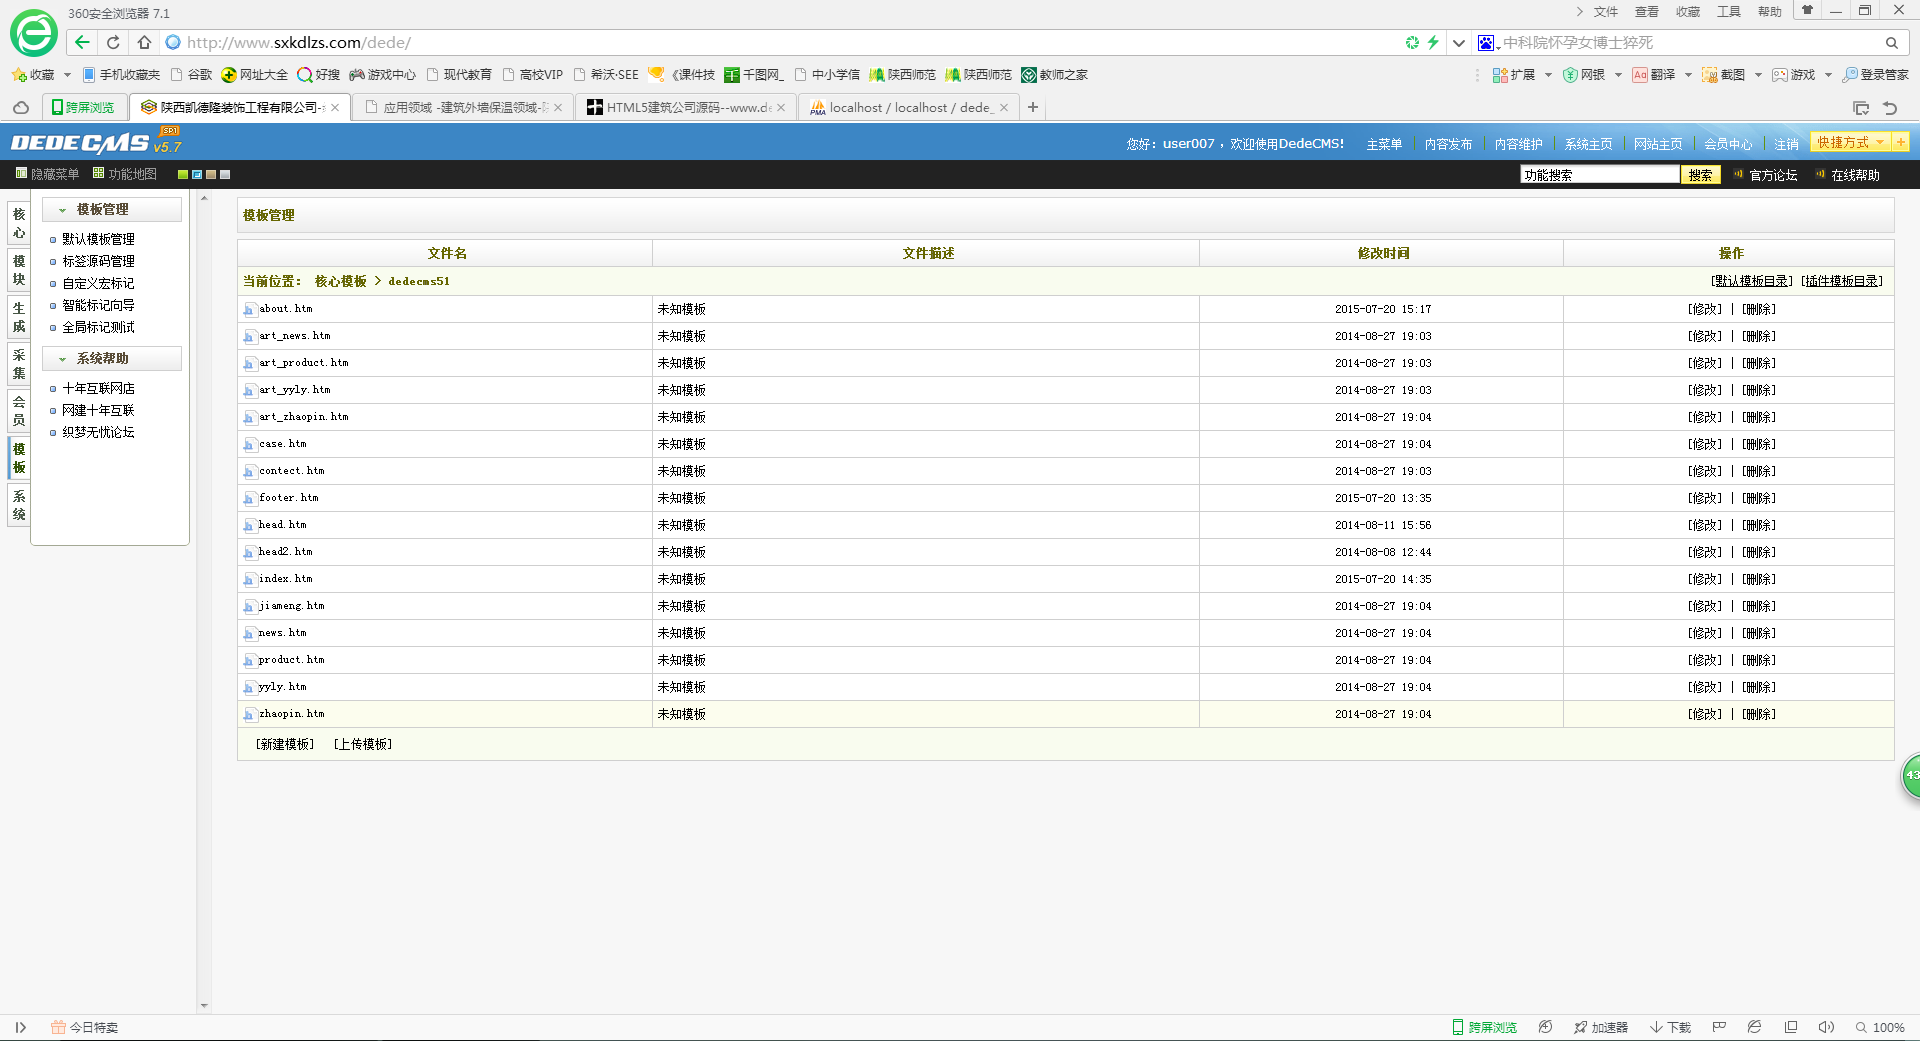 360安全浏览器 7.1
文件 查看 收藏 工具 帮助
http://www.sxkdlzs.com/dede/
中科院怀孕女博士猝死
收藏 手机收藏夹 谷歌 网址大全 好搜 游戏中心 现代教育 高校VIP 希沃·SEE 《课件技 千图网_ 中小学信 陕西师范 陕西师范 教师之家
扩展 网银 Aa 翻译 截图 游戏 登录管家
跨屏浏览 陕西凯德隆装饰工程有限公司- 应用领域 -建筑外墙保温领域- HTML5建筑公司源码--www.d PMA localhost / localhost / dede_
DEDECMS v5.7 SP1
您好：user007 ，欢迎使用DedeCMS! 主菜单 内容发布 内容维护 系统主页 网站主页 会员中心 注销 快捷方式
隐藏菜单 功能地图
功能搜索 搜索 官方论坛 在线帮助
核心
模块
生成
采集
会员
模板
系统
模板管理
默认模板管理
标签源码管理
自定义宏标记
智能标记向导
全局标记测试
系统帮助
十年互联网店
网建十年互联
织梦无忧论坛
模板管理
文件名 文件描述 修改时间 操作
当前位置： 核心模板 > dedecms51 [默认模板目录] [插件模板目录]
about.htm 未知模板 2015-07-20 15:17 [修改] | [删除]
art_news.htm 未知模板 2014-08-27 19:03 [修改] | [删除]
art_product.htm 未知模板 2014-08-27 19:03 [修改] | [删除]
art_yyly.htm 未知模板 2014-08-27 19:03 [修改] | [删除]
art_zhaopin.htm 未知模板 2014-08-27 19:04 [修改] | [删除]
case.htm 未知模板 2014-08-27 19:04 [修改] | [删除]
contect.htm 未知模板 2014-08-27 19:03 [修改] | [删除]
footer.htm 未知模板 2015-07-20 13:35 [修改] | [删除]
head.htm 未知模板 2014-08-11 15:56 [修改] | [删除]
head2.htm 未知模板 2014-08-08 12:44 [修改] | [删除]
index.htm 未知模板 2015-07-20 14:35 [修改] | [删除]
jiameng.htm 未知模板 2014-08-27 19:04 [修改] | [删除]
news.htm 未知模板 2014-08-27 19:04 [修改] | [删除]
product.htm 未知模板 2014-08-27 19:04 [修改] | [删除]
yyly.htm 未知模板 2014-08-27 19:04 [修改] | [删除]
zhaopin.htm 未知模板 2014-08-27 19:04 [修改] | [删除]
[新建模板] [上传模板]
43
今日特卖
跨屏浏览 加速器 下载 100%